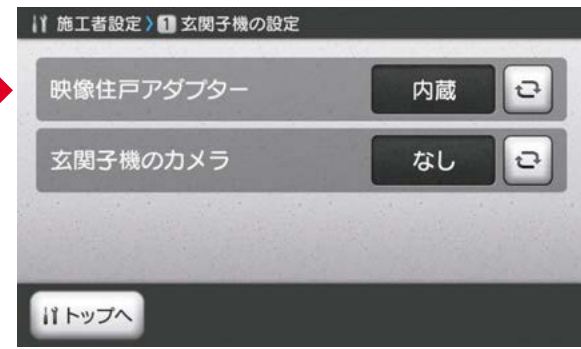 施工者設定 〉 1 玄関子機の設定
映像住戸アダプター 内蔵
玄関子機のカメラ なし
トップへ